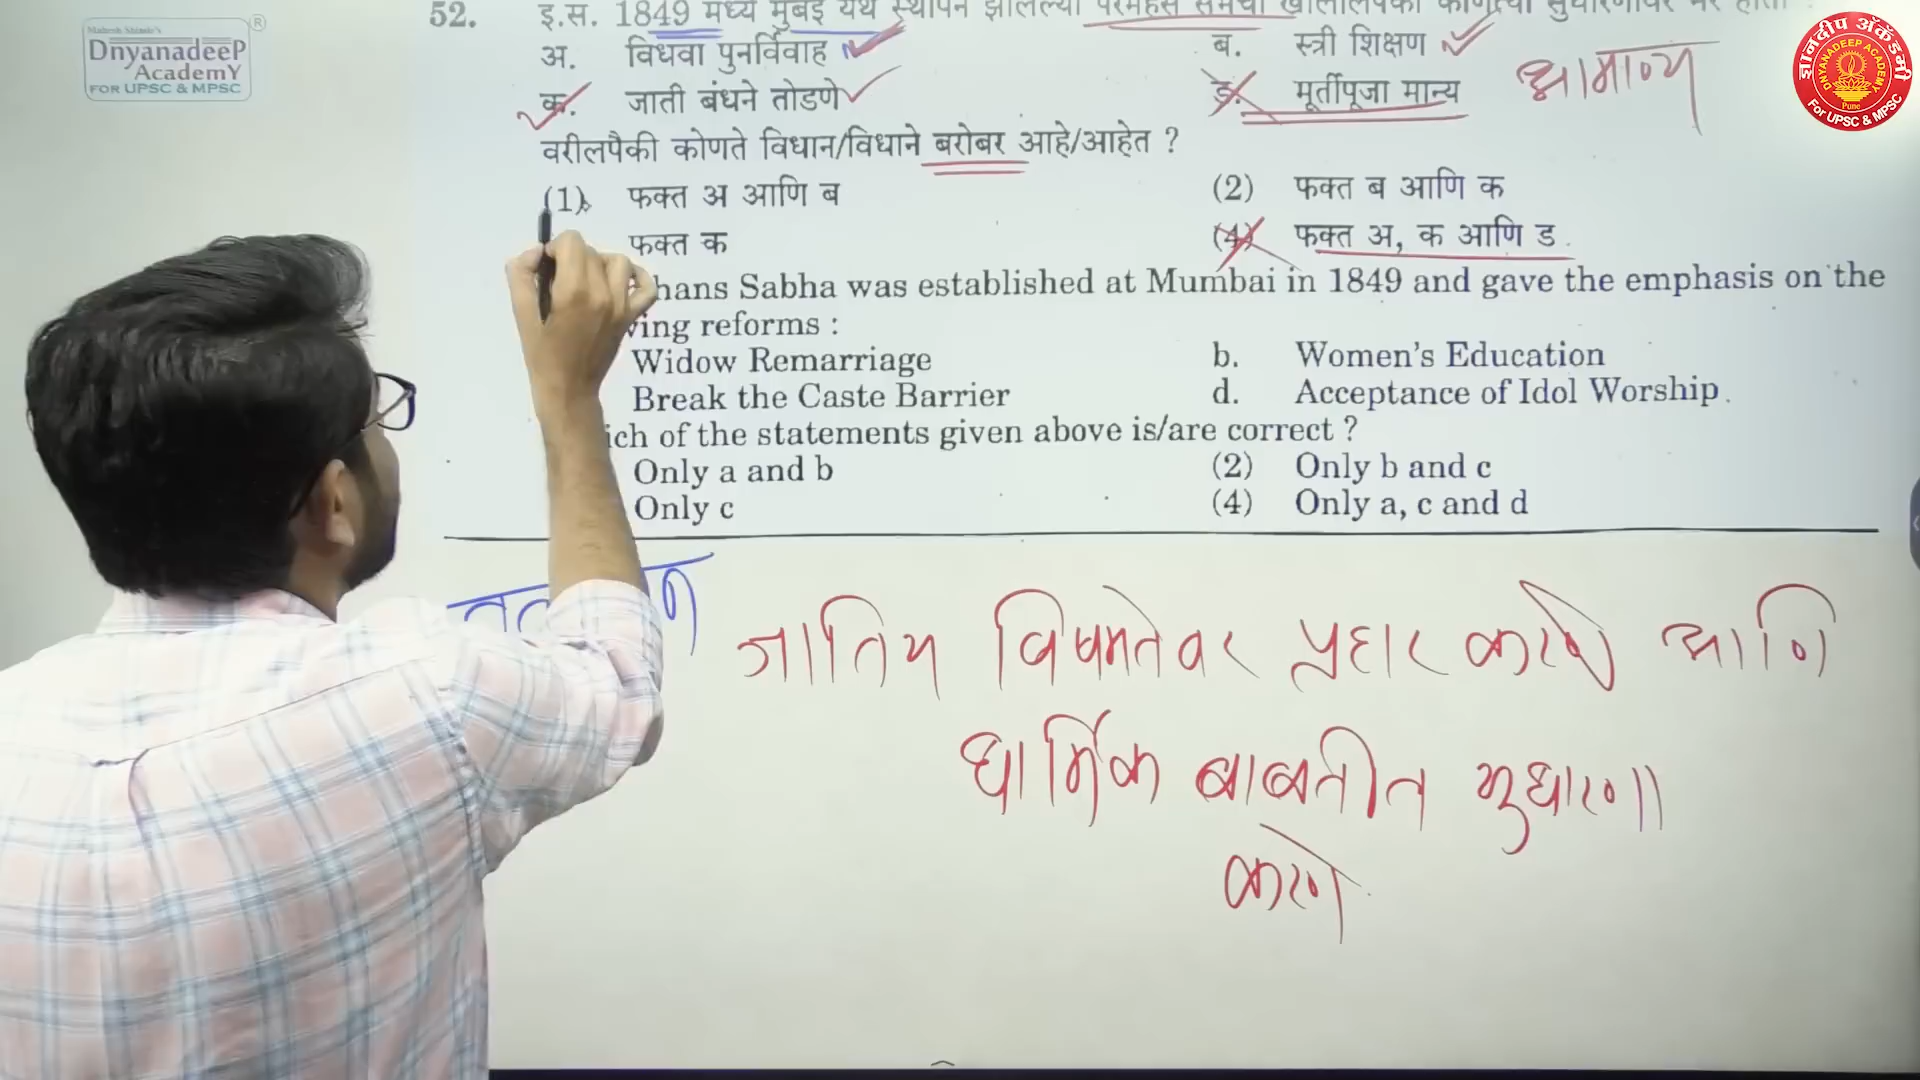 Mahesh Shinde's
DnyanadeeP
AcademY
FOR UPSC & MPSC
®
ज्ञानदीप अ‍ॅकॅडमी
DNYANADEEP ACADEMY
Pune
For UPSC & MPSC
52. इ.स. 1849 मध्ये मुंबई येथे स्थापन झालेल्या परमहंस सभेचा खालीलपैकी कोणत्या सुधारणांवर भर होता
अ. विधवा पुनर्विवाह ब. स्त्री शिक्षण
क. जाती बंधने तोडणे ड. मूर्तीपूजा मान्य
अमान्य
वरीलपैकी कोणते विधान/विधाने बरोबर आहे/आहेत ?
(1) फक्त अ आणि ब (2) फक्त ब आणि क
फक्त क (4) फक्त अ, क आणि ड
hans Sabha was established at Mumbai in 1849 and gave the emphasis on the
ving reforms :
Widow Remarriage b. Women's Education
Break the Caste Barrier d. Acceptance of Idol Worship.
ich of the statements given above is/are correct ?
Only a and b (2) Only b and c
Only c (4) Only a, c and d
जातिय विषमतेवर प्रहार करणे आणि
धार्मिक बाबतीत सुधारणा
करणे